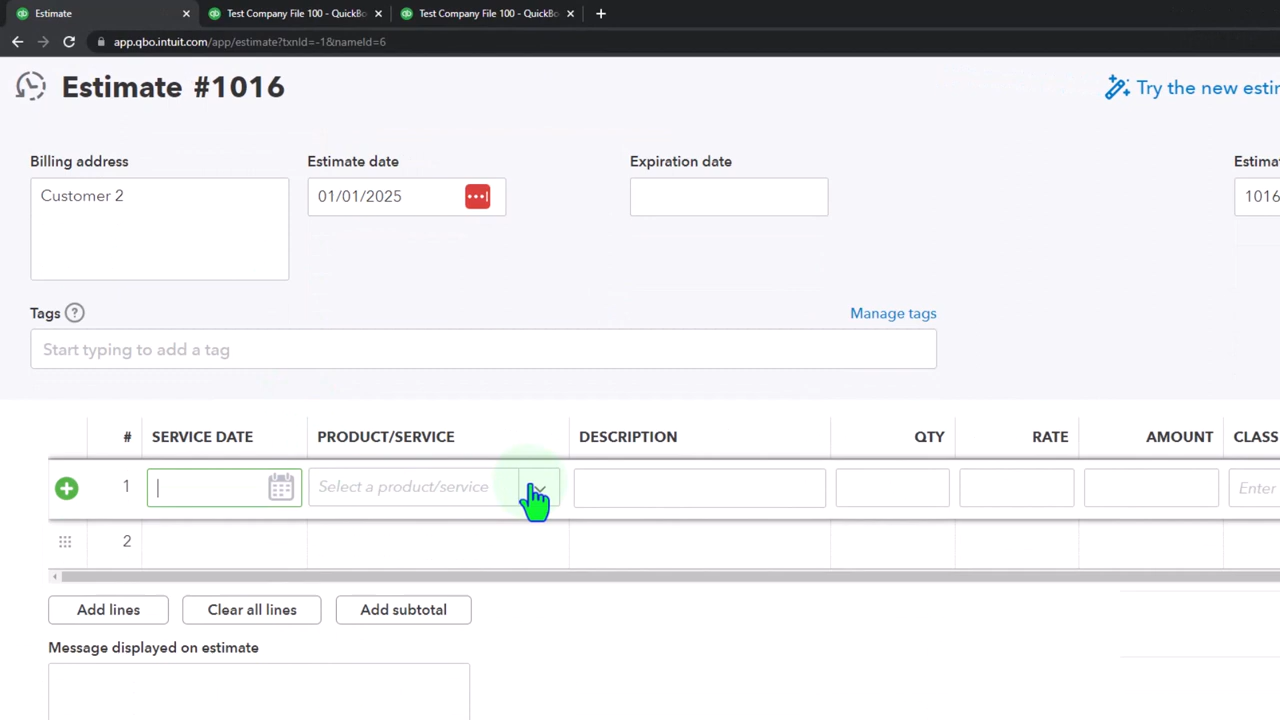 Estimate
Test Company File 100 - QuickBo
Test Company File 100 - QuickBo
app.qbo.intuit.com/app/estimate?txnId=-1&nameId=6
Estimate #1016
Try the new estin
Billing address
Estimate date
Expiration date
Estima
Customer 2
01/01/2025
1016
Tags ?
Manage tags
Start typing to add a tag
# SERVICE DATE PRODUCT/SERVICE DESCRIPTION QTY RATE AMOUNT CLASS
1 Select a product/service Enter
2
Add lines
Clear all lines
Add subtotal
Message displayed on estimate